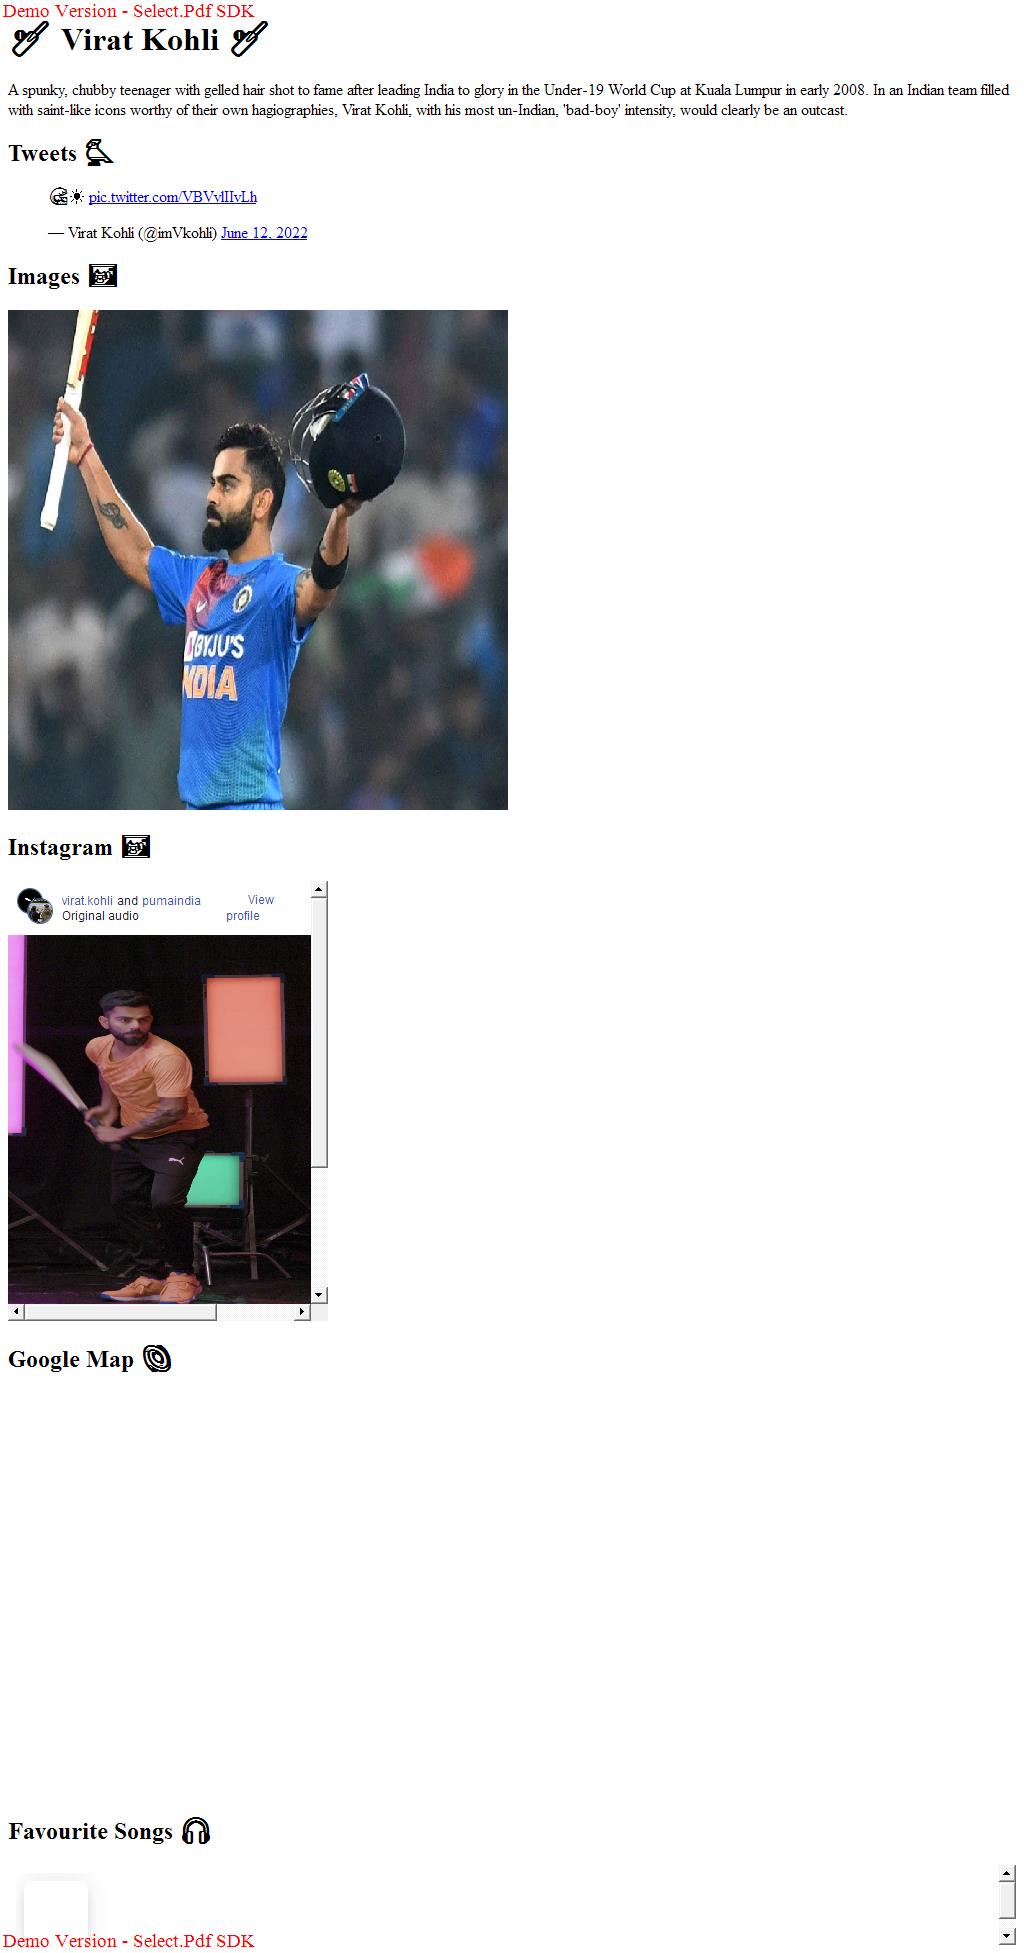 Demo Version - Select.Pdf SDK
🏏 Virat Kohli 🏏
A spunky, chubby teenager with gelled hair shot to fame after leading India to glory in the Under-19 World Cup at Kuala Lumpur in early 2008. In an Indian team filled
with saint-like icons worthy of their own hagiographies, Virat Kohli, with his most un-Indian, 'bad-boy' intensity, would clearly be an outcast.
Tweets
pic.twitter.com/VBVvlIIvLh
— Virat Kohli (@imVkohli) June 12, 2022
Images
BYJU'S
INDIA
Instagram
virat.kohli and pumaindia View
Original audio profile
Google Map
Favourite Songs 🎧
Demo Version - Select.Pdf SDK